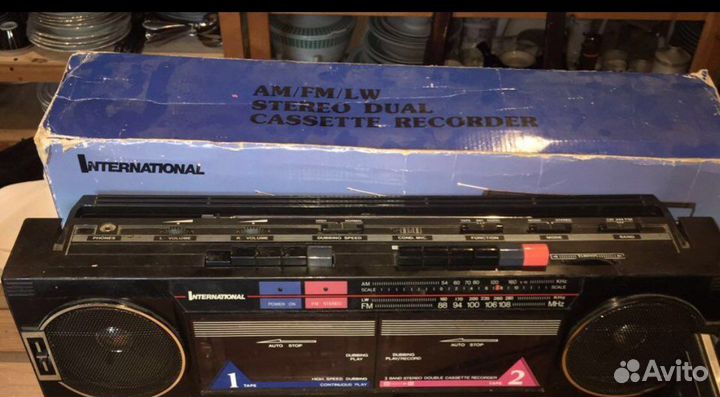 AM/FM/LW
STEREO DUAL
CASSETTE RECORDER
INTERNATIONAL
PHONES L - VOLUME R - VOLUME DUBBING SPEED COND. MIC FUNCTION MODE BAND
INTERNATIONAL
POWER ON FM STEREO
AM SCALE 54 60 70 80 120 160 KHz SCALE
LW 160 200 260 280 KHz
FM 88 94 100 106 108 MHz
AUTO STOP DUBBING PLAY
DUBBING PLAY/RECORD AUTO STOP
1 TAPE HIGH SPEED DUBBING
CONTINUOUS PLAY
3 BAND STEREO DOUBLE CASSETTE RECORDER
TAPE 2
Avito